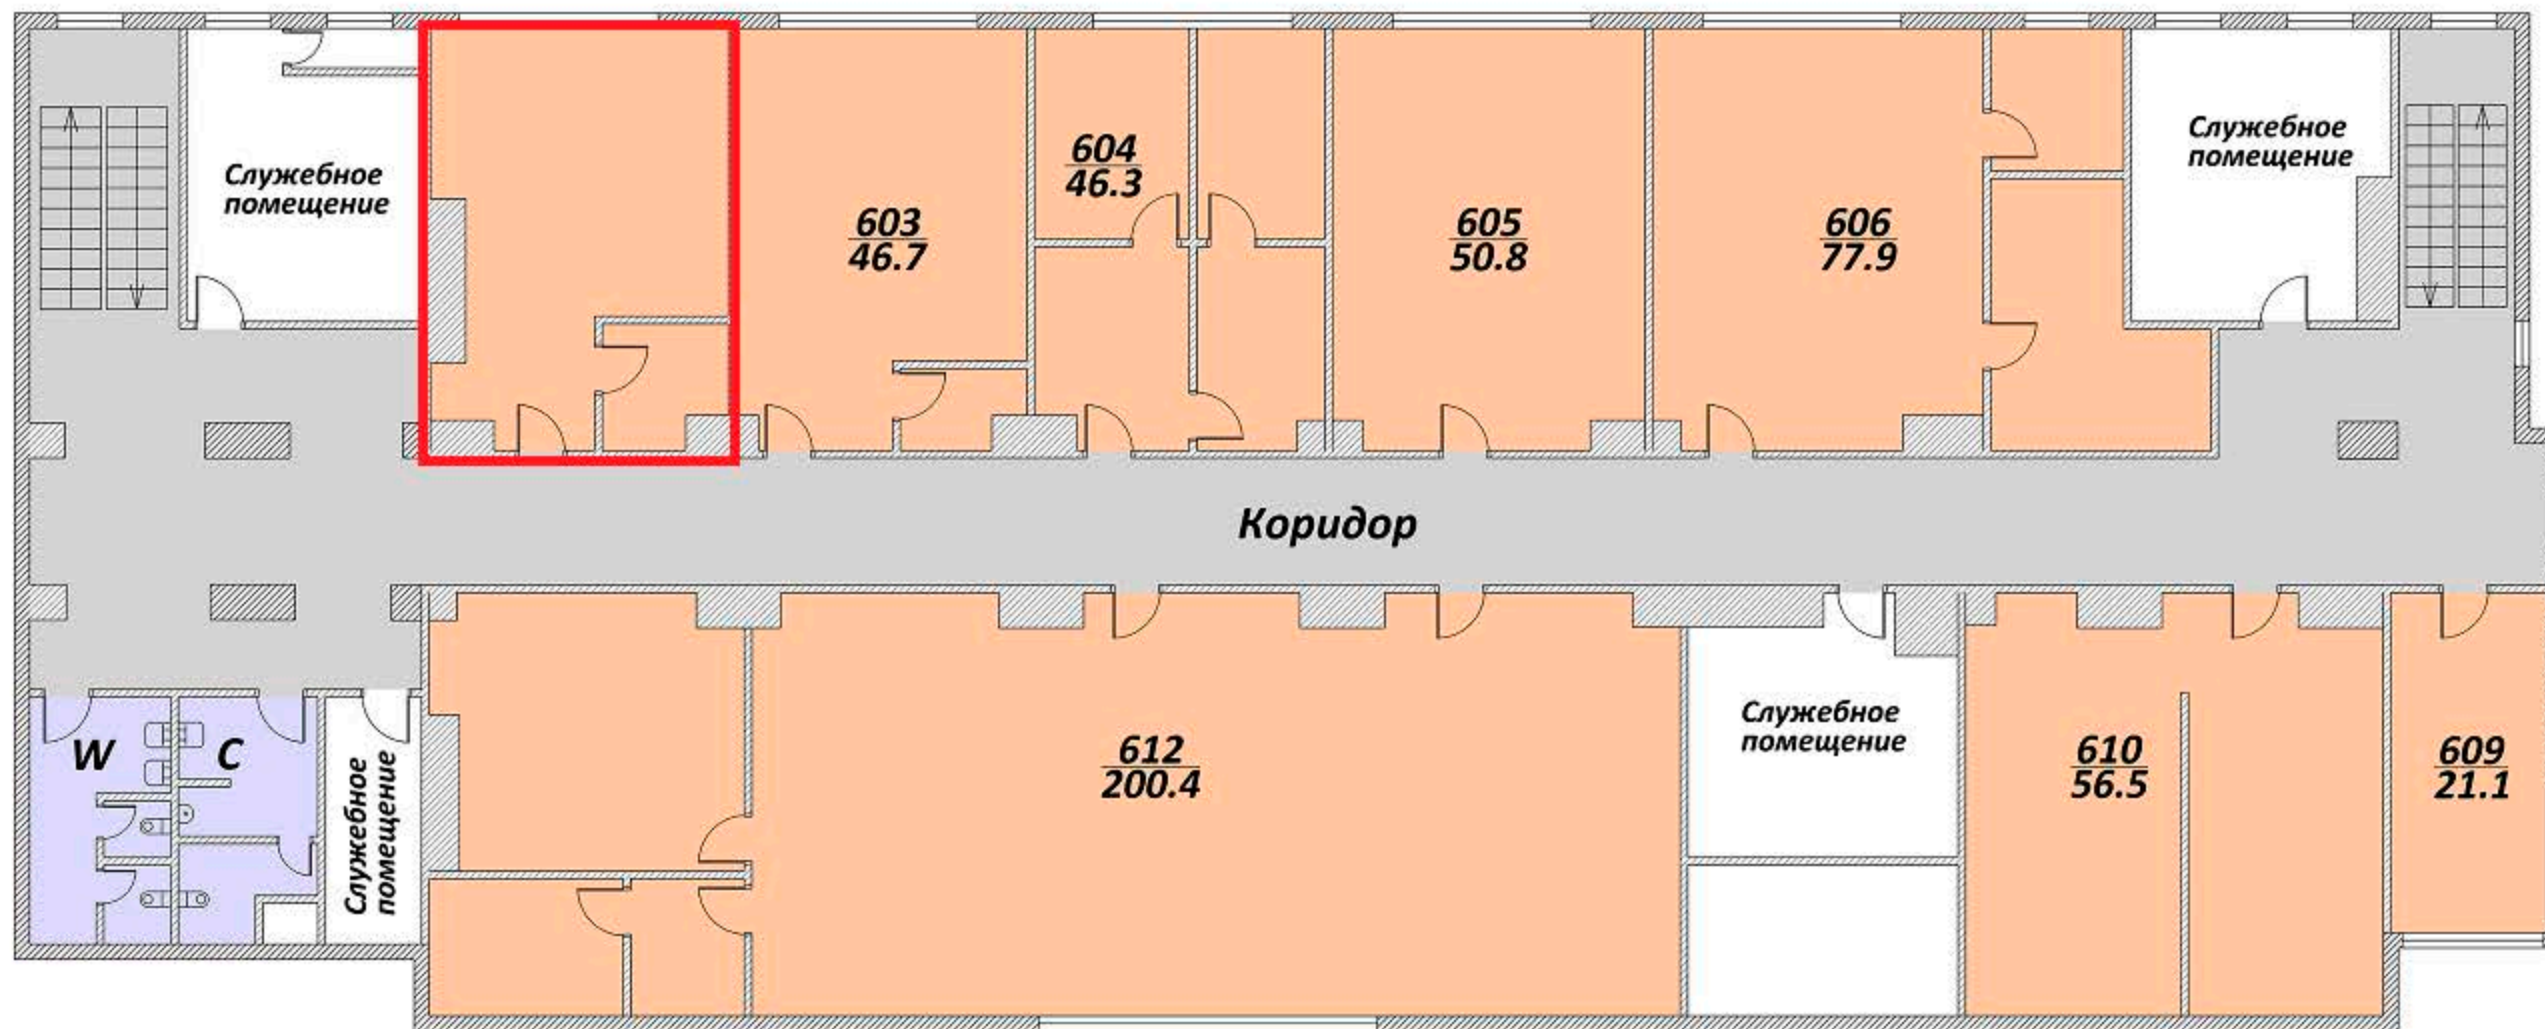 Служебное
помещение
603
46.7
604
46.3
605
50.8
606
77.9
Служебное
помещение
Коридор
W
C
Служебное
помещение
612
200.4
Служебное
помещение
610
56.5
609
21.1